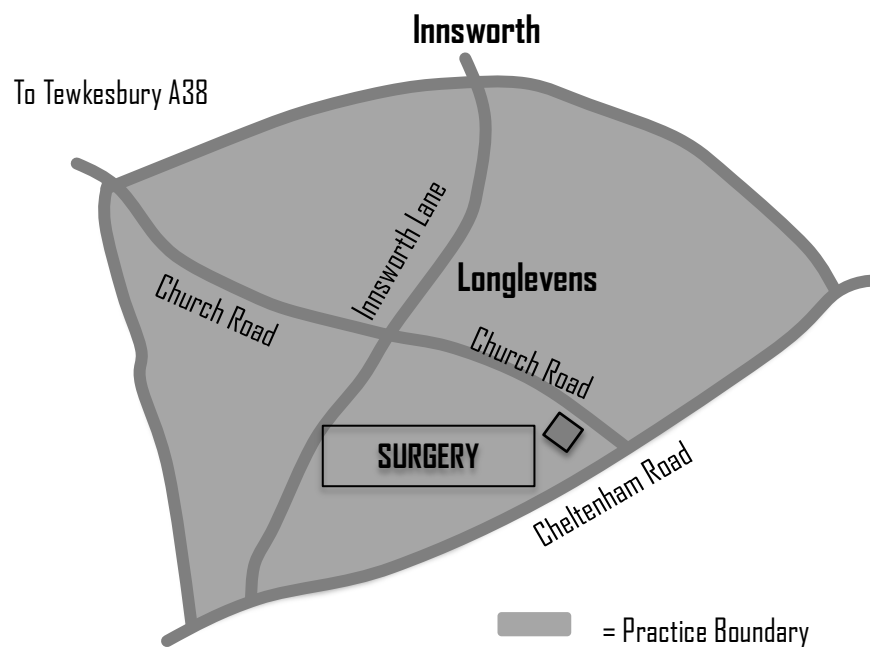 Innsworth
To Tewkesbury A38
Innsworth Lane
Longlevens
Church Road
Church Road
SURGERY
Cheltenham Road
= Practice Boundary